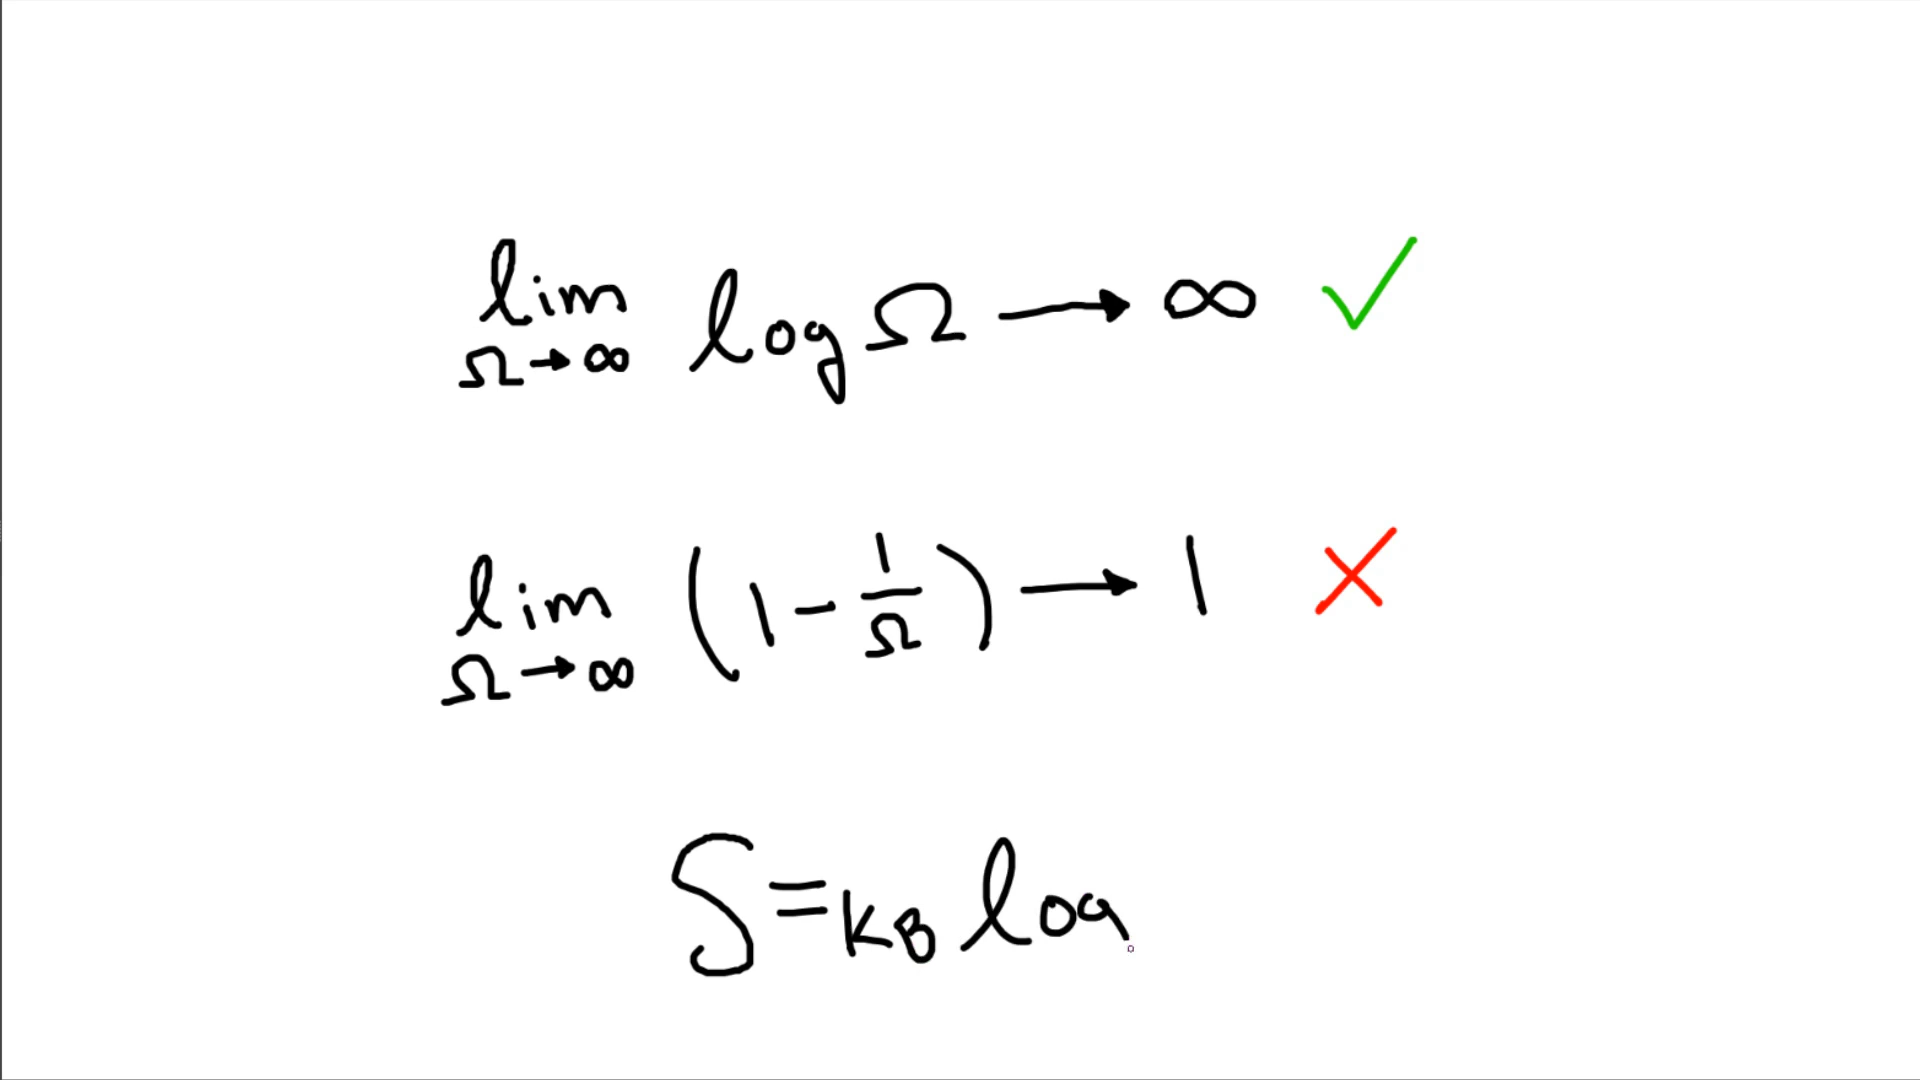 lim Ω→∞ log Ω → ∞ ✓
lim Ω→∞ (1 - 1/Ω) → 1 ✗
S = k_B log